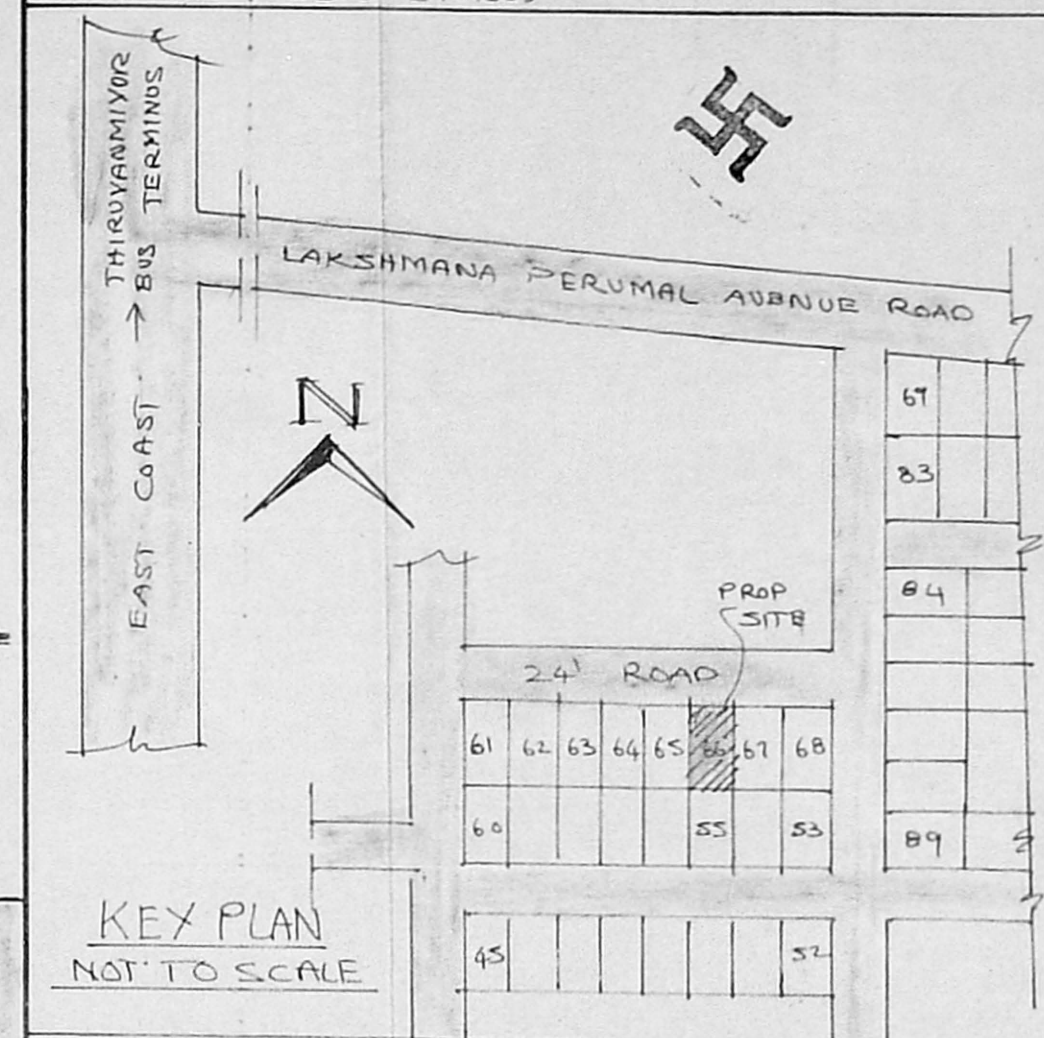 THIRUVANMIYOR
EAST COAST → BUS TERMINUS
LAKSHMANA PERUMAL AVENUE ROAD
N
69
83
84
PROP
SITE
24' ROAD
61 62 63 64 65 66 67 68
60 55 53
89
KEY PLAN
NOT TO SCALE
45 52